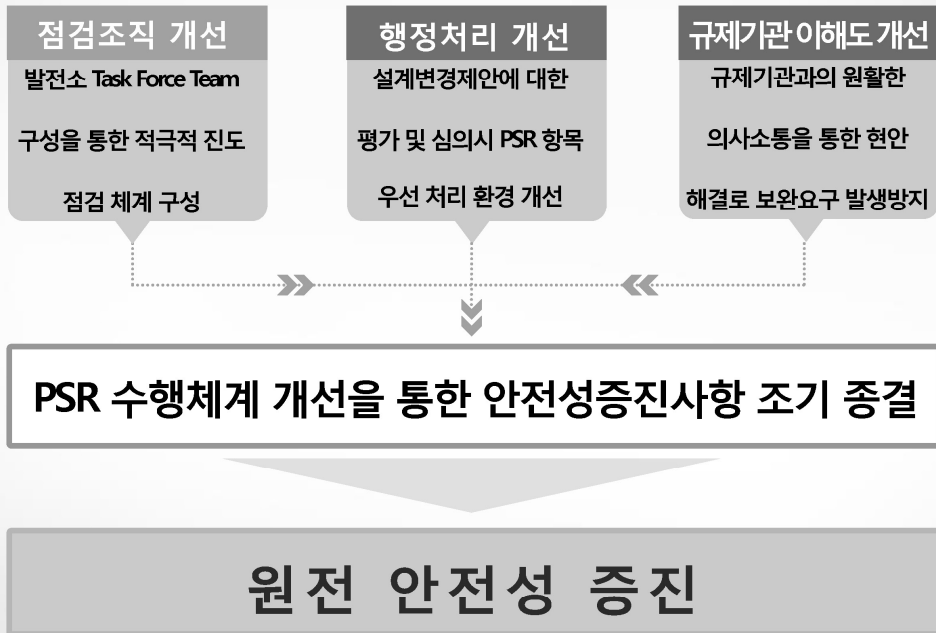 점검조직 개선
발전소 Task Force Team
구성을 통한 적극적 진도
점검 체계 구성
행정처리 개선
설계변경제안에 대한
평가 및 심의시 PSR 항목
우선 처리 환경 개선
규제기관 이해도 개선
규제기관과의 원활한
의사소통을 통한 현안
해결로 보완요구 발생방지
PSR 수행체계 개선을 통한 안전성증진사항 조기 종결
원전 안전성 증진